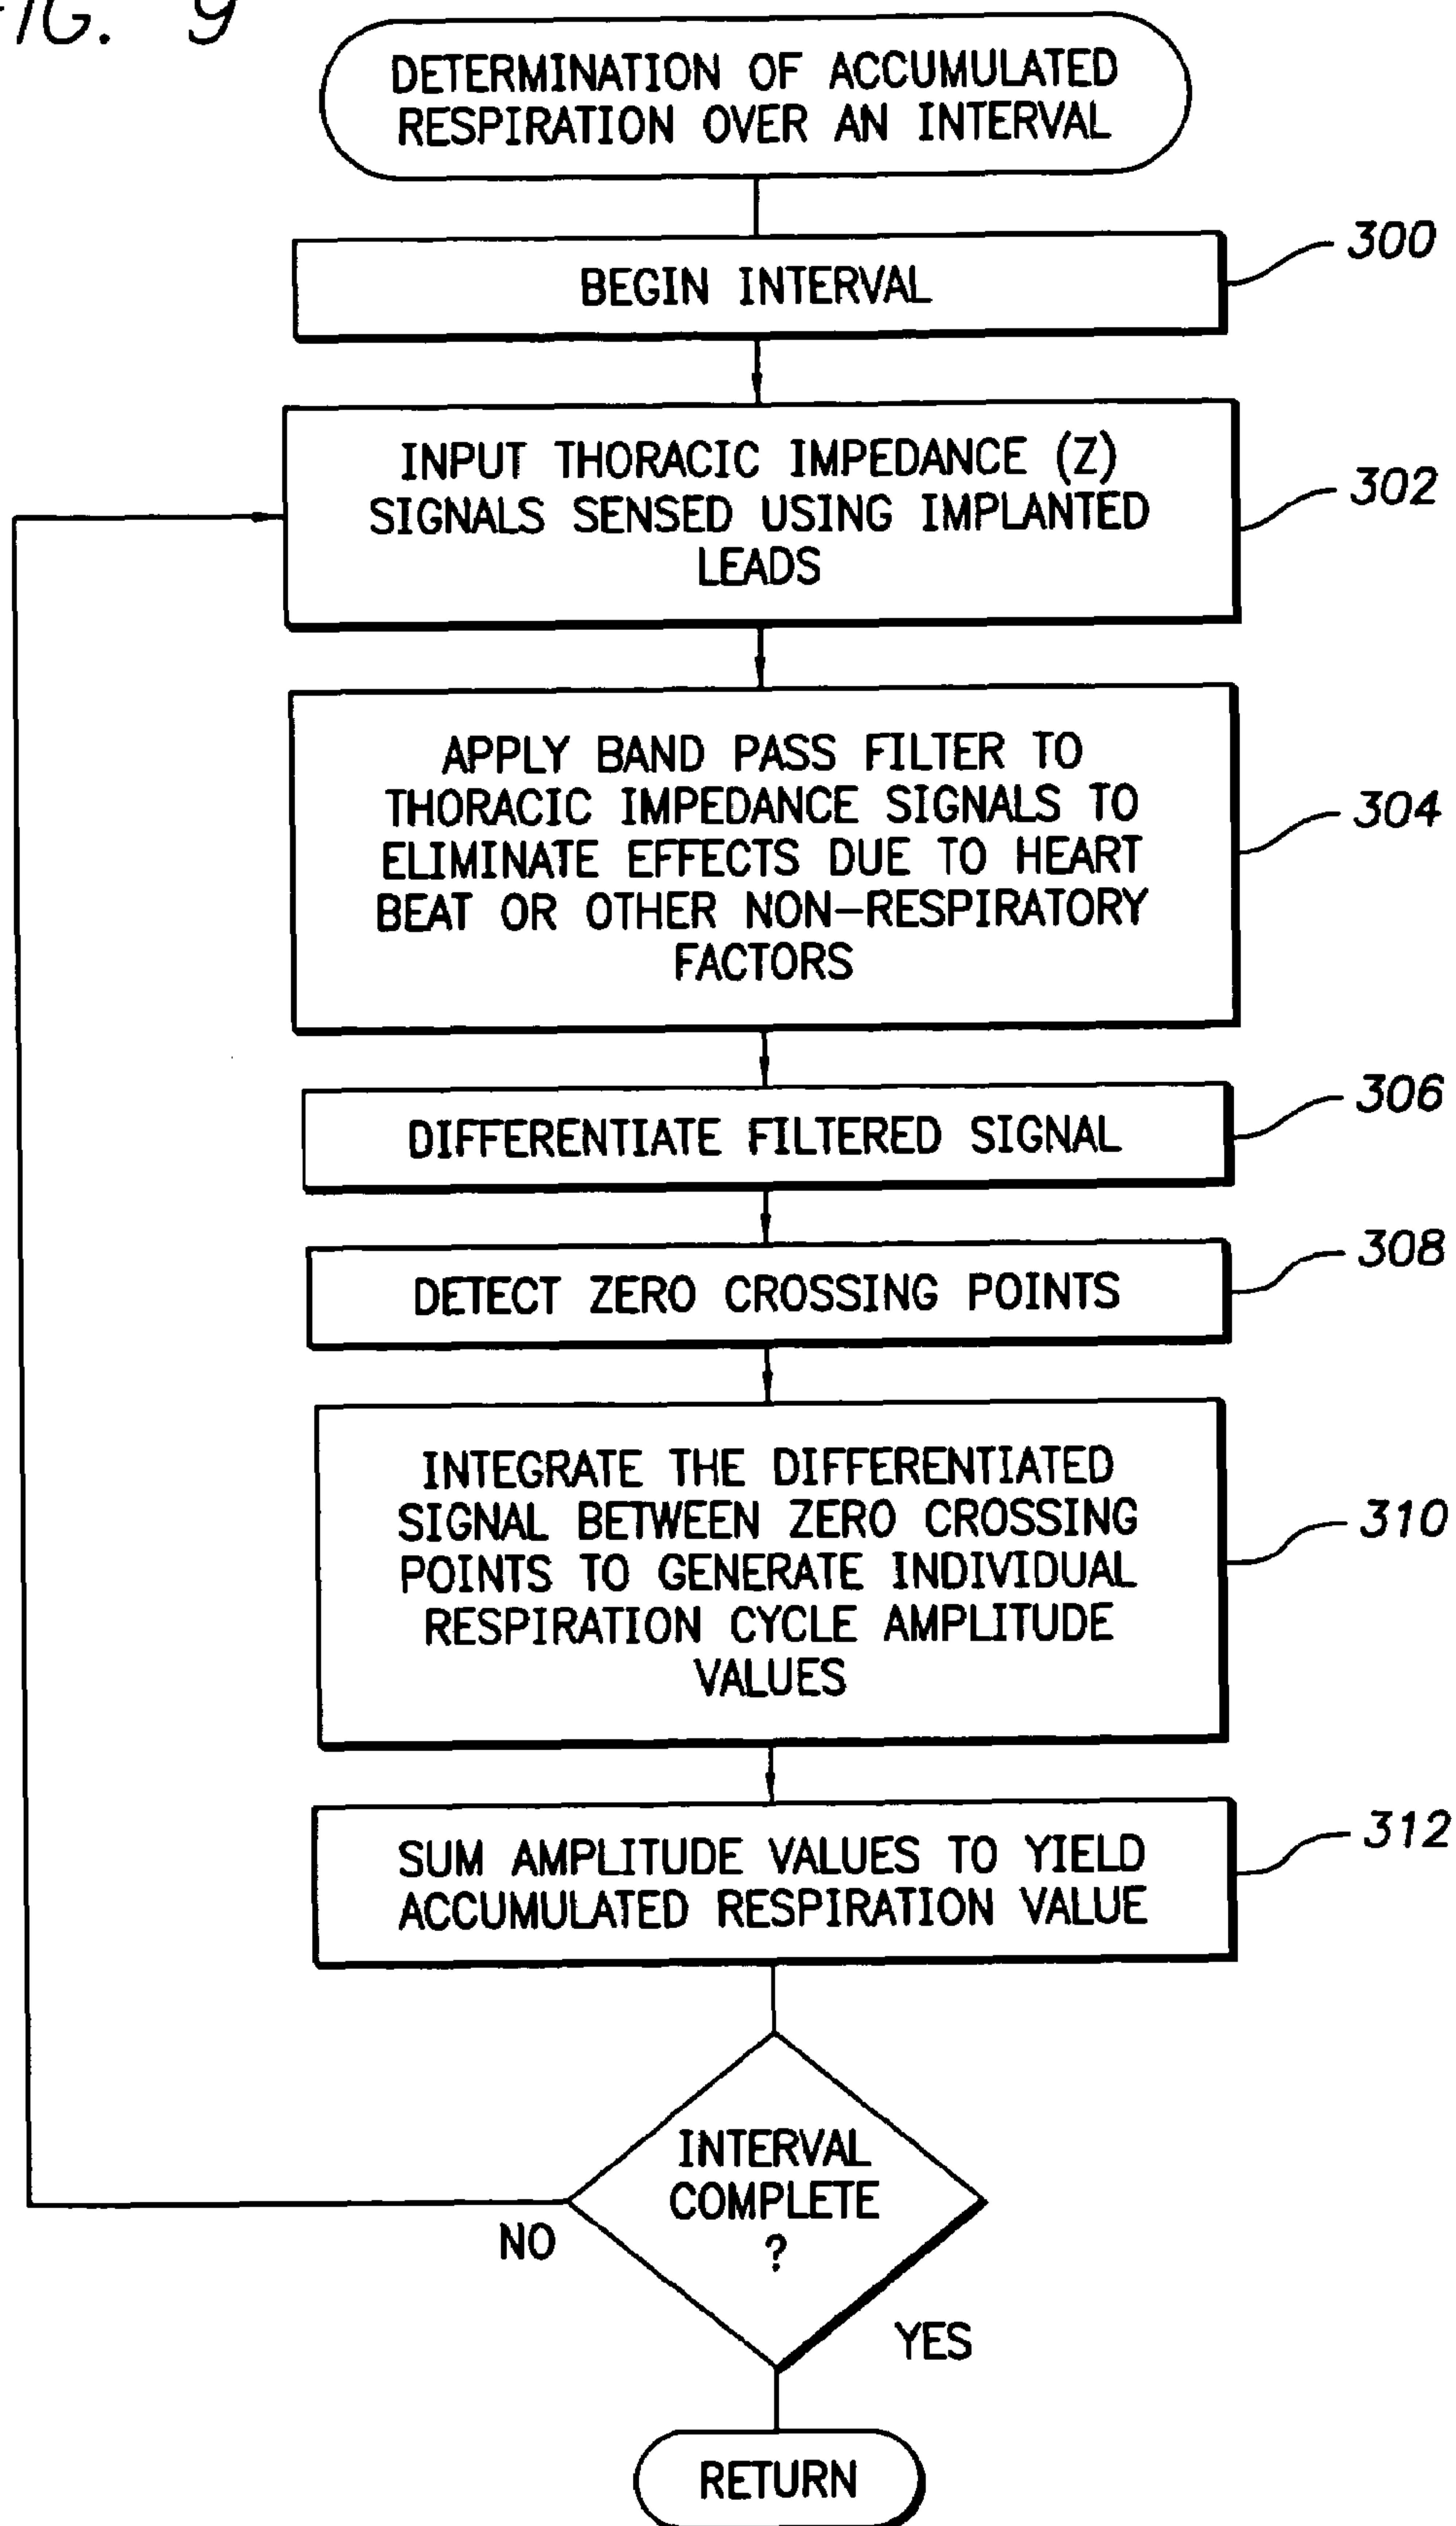 FIG. 9
DETERMINATION OF ACCUMULATED
RESPIRATION OVER AN INTERVAL
BEGIN INTERVAL
300
INPUT THORACIC IMPEDANCE (Z)
SIGNALS SENSED USING IMPLANTED
LEADS
302
APPLY BAND PASS FILTER TO
THORACIC IMPEDANCE SIGNALS TO
ELIMINATE EFFECTS DUE TO HEART
BEAT OR OTHER NON-RESPIRATORY
FACTORS
304
DIFFERENTIATE FILTERED SIGNAL
306
DETECT ZERO CROSSING POINTS
308
INTEGRATE THE DIFFERENTIATED
SIGNAL BETWEEN ZERO CROSSING
POINTS TO GENERATE INDIVIDUAL
RESPIRATION CYCLE AMPLITUDE
VALUES
310
SUM AMPLITUDE VALUES TO YIELD
ACCUMULATED RESPIRATION VALUE
312
INTERVAL
COMPLETE
?
NO
YES
RETURN